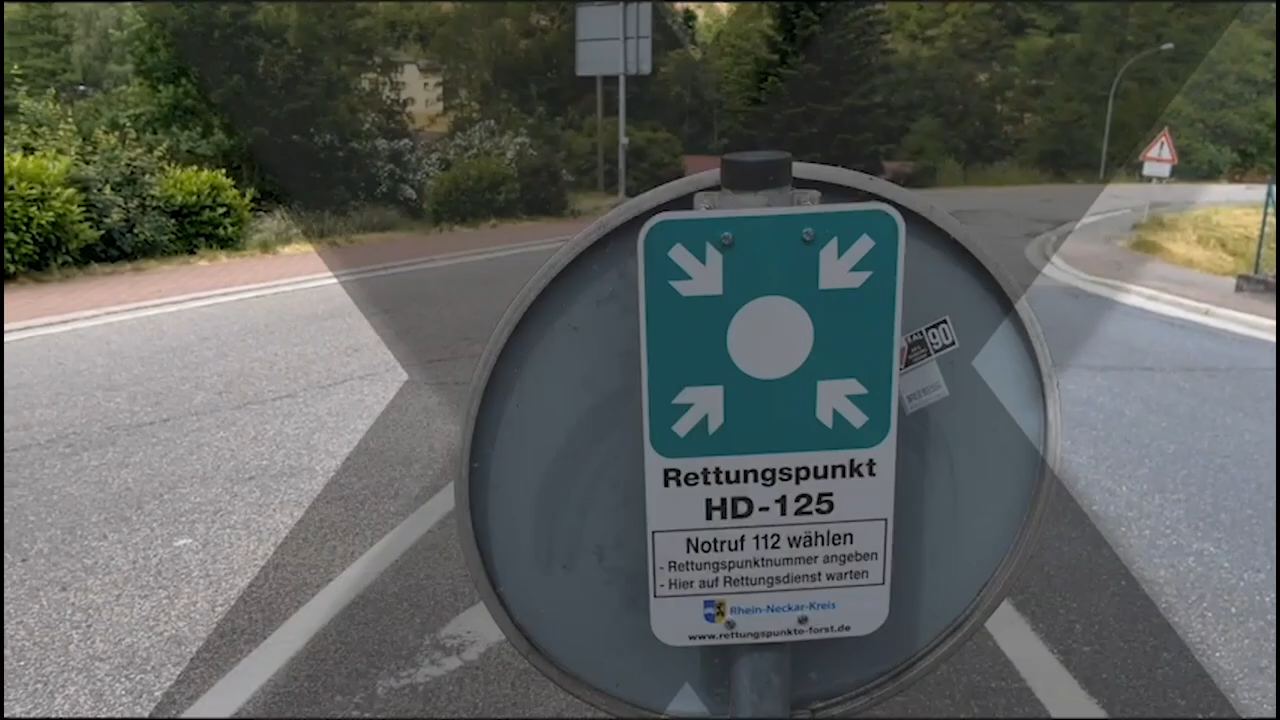 Rettungspunkt
HD-125
Notruf 112 wählen
- Rettungspunktnummer angeben
- Hier auf Rettungsdienst warten
Rhein-Neckar-Kreis
www.rettungspunkte-forst.de
90